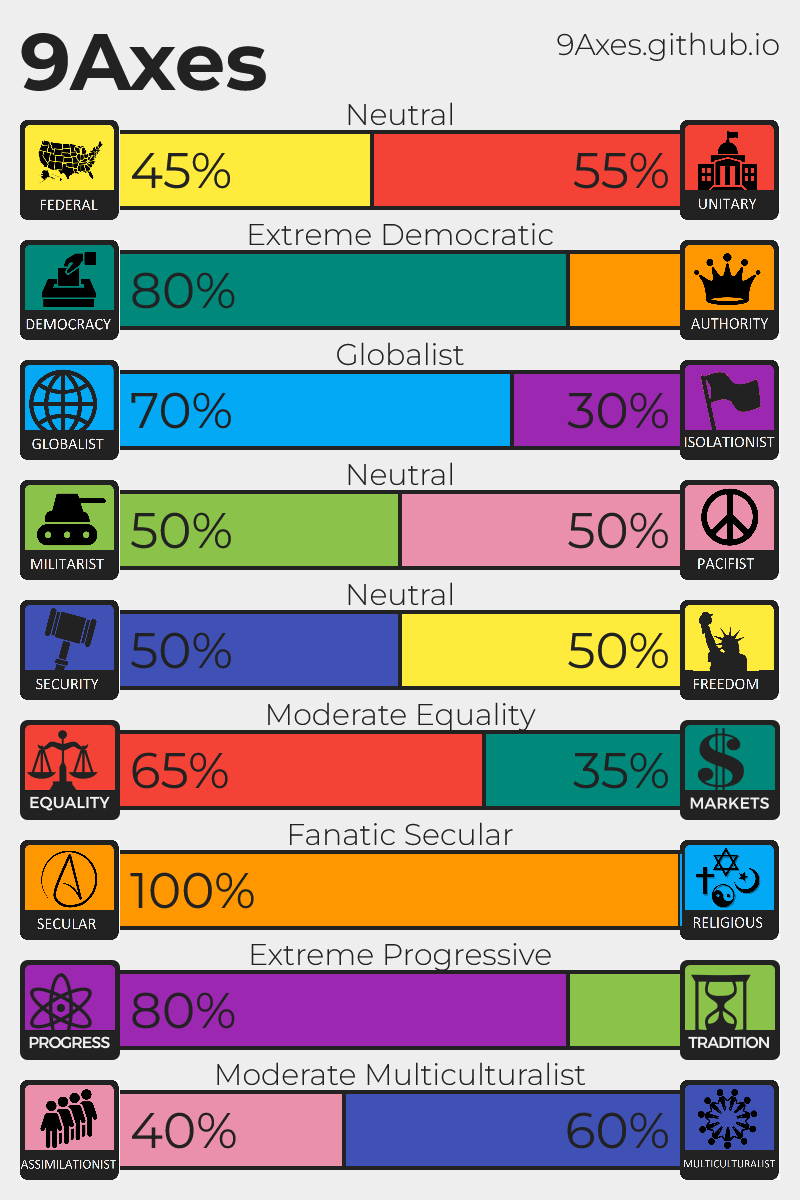 9Axes
9Axes.github.io
Neutral
FEDERAL
45%
55%
UNITARY
Extreme Democratic
DEMOCRACY
80%
AUTHORITY
Globalist
GLOBALIST
70%
30%
ISOLATIONIST
Neutral
MILITARIST
50%
50%
PACIFIST
Neutral
SECURITY
50%
50%
FREEDOM
Moderate Equality
EQUALITY
65%
35%
MARKETS
Fanatic Secular
SECULAR
100%
RELIGIOUS
Extreme Progressive
PROGRESS
80%
TRADITION
Moderate Multiculturalist
ASSIMILATIONIST
40%
60%
MULTICULTURALIST